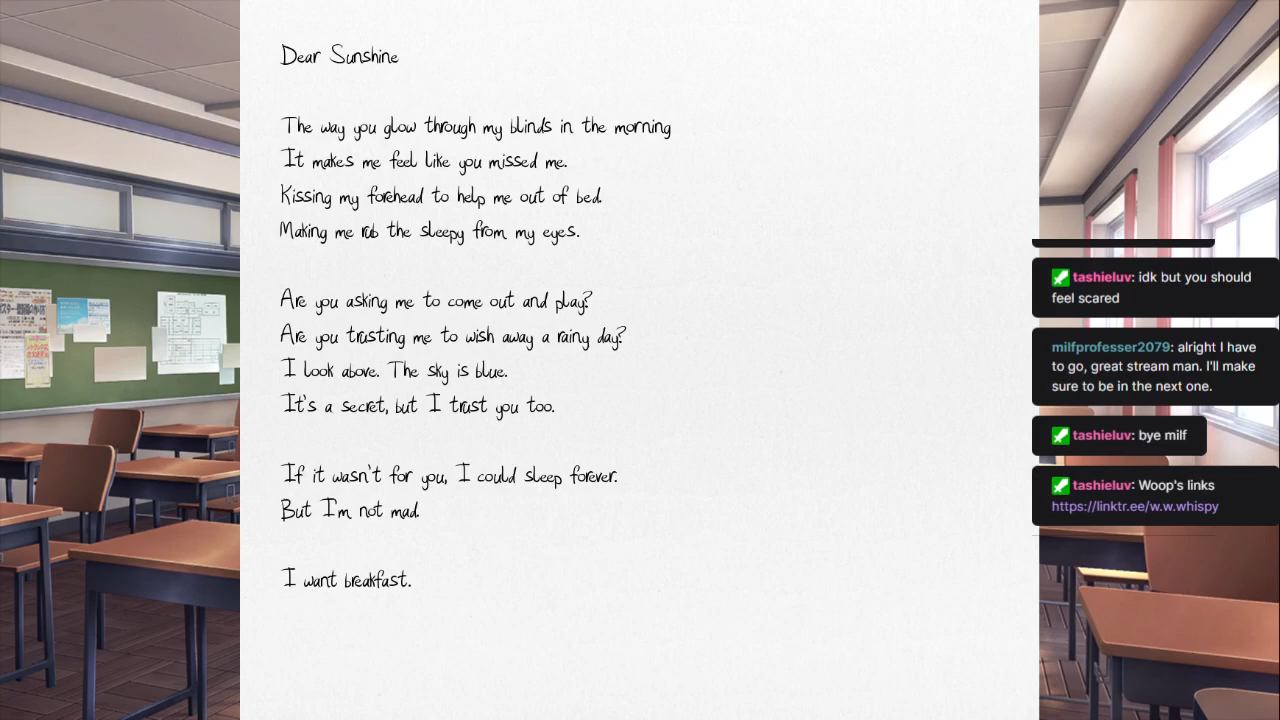 Dear Sunshine
The way you glow through my blinds in the morning
It makes me feel like you missed me.
Kissing my forehead to help me out of bed.
Making me rub the sleepy from my eyes.
Are you asking me to come out and play?
Are you trusting me to wish away a rainy day?
I look above. The sky is blue.
It's a secret, but I trust you too.
If it wasn't for you, I could sleep forever.
But I'm not mad.
I want breakfast.
tashieluv: idk but you should
feel scared
milfprofesser2079: alright I have
to go, great stream man. I'll make
sure to be in the next one.
tashieluv: bye milf
tashieluv: Woop's links
https://linktr.ee/w.w.whispy